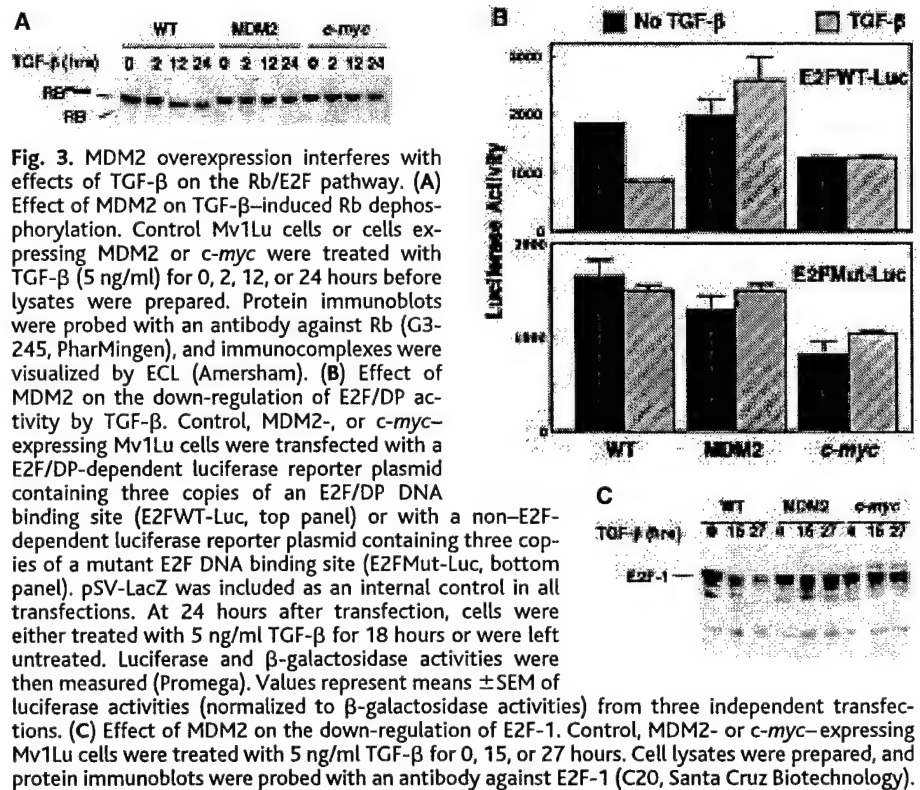 A
WT MDM2 c-myc
TGF-β (hrs) 0 2 12 24 0 2 12 24 0 2 12 24
Rb
B
No TGF-β TGF-β
E2FWT-Luc
3000
2000
1000
0
Luciferase Activity
E2FMut-Luc
0
WT MDM2 c-myc
C
WT MDM2 c-myc
TGF-β (hrs)
E2F-1
Fig. 3. MDM2 overexpression interferes with
effects of TGF-β on the Rb/E2F pathway. (A)
Effect of MDM2 on TGF-β–induced Rb dephos-
phorylation. Control Mv1Lu cells or cells ex-
pressing MDM2 or c-myc were treated with
TGF-β (5 ng/ml) for 0, 2, 12, or 24 hours before
lysates were prepared. Protein immunoblots
were probed with an antibody against Rb (G3-
245, PharMingen), and immunocomplexes were
visualized by ECL (Amersham). (B) Effect of
MDM2 on the down-regulation of E2F/DP ac-
tivity by TGF-β. Control, MDM2-, or c-myc–
expressing Mv1Lu cells were transfected with a
E2F/DP-dependent luciferase reporter plasmid
containing three copies of an E2F/DP DNA
binding site (E2FWT-Luc, top panel) or with a non–E2F-
dependent luciferase reporter plasmid containing three cop-
ies of a mutant E2F DNA binding site (E2FMut-Luc, bottom
panel). pSV-LacZ was included as an internal control in all
transfections. At 24 hours after transfection, cells were
either treated with 5 ng/ml TGF-β for 18 hours or were left
untreated. Luciferase and β-galactosidase activities were
then measured (Promega). Values represent means ±SEM of
luciferase activities (normalized to β-galactosidase activities) from three independent transfec-
tions. (C) Effect of MDM2 on the down-regulation of E2F-1. Control, MDM2- or c-myc–expressing
Mv1Lu cells were treated with 5 ng/ml TGF-β for 0, 15, or 27 hours. Cell lysates were prepared, and
protein immunoblots were probed with an antibody against E2F-1 (C20, Santa Cruz Biotechnology).